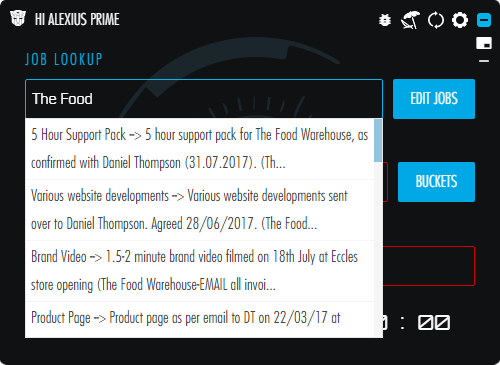 HI ALEXIUS PRIME
JOB LOOKUP
The Food
EDIT JOBS
5 Hour Support Pack --> 5 hour support pack for The Food Warehouse, as
confirmed with Daniel Thompson (31.07.2017). (Th...
Various website developments --> Various website developments sent
over to Daniel Thompson. Agreed 28/06/2017. (The Food...
BUCKETS
Brand Video --> 1.5-2 minute brand video filmed on 18th July at Eccles
store opening (The Food Warehouse-EMAIL all invoi...
Product Page --> Product page as per email to DT on 22/03/17 at
: 00